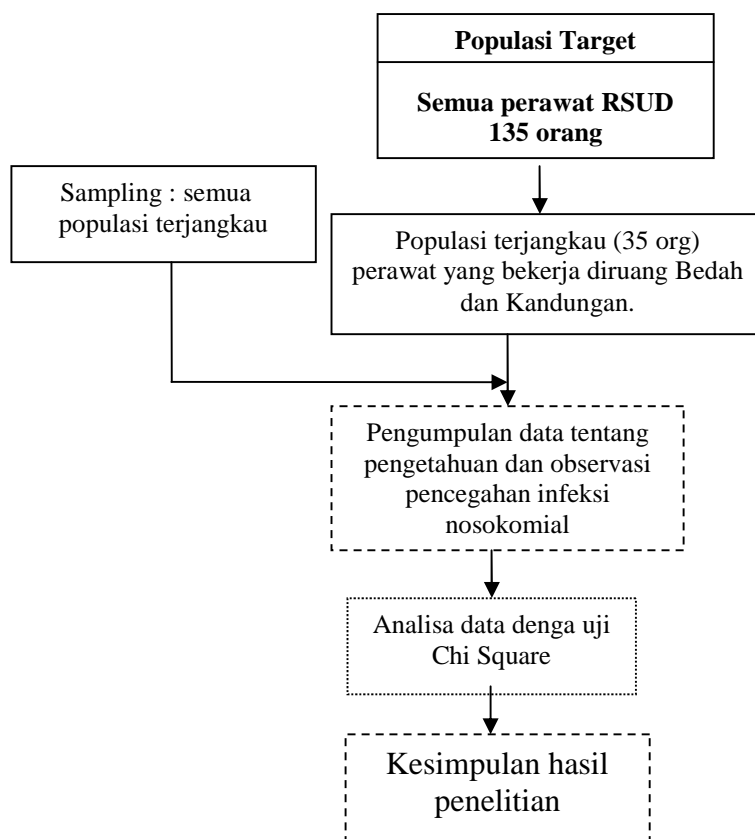 Populasi Target
Semua perawat RSUD
135 orang
Sampling : semua
populasi terjangkau
Populasi terjangkau (35 org)
perawat yang bekerja diruang Bedah
dan Kandungan.
Pengumpulan data tentang
pengetahuan dan observasi
pencegahan infeksi
nosokomial
Analisa data denga uji
Chi Square
Kesimpulan hasil
penelitian